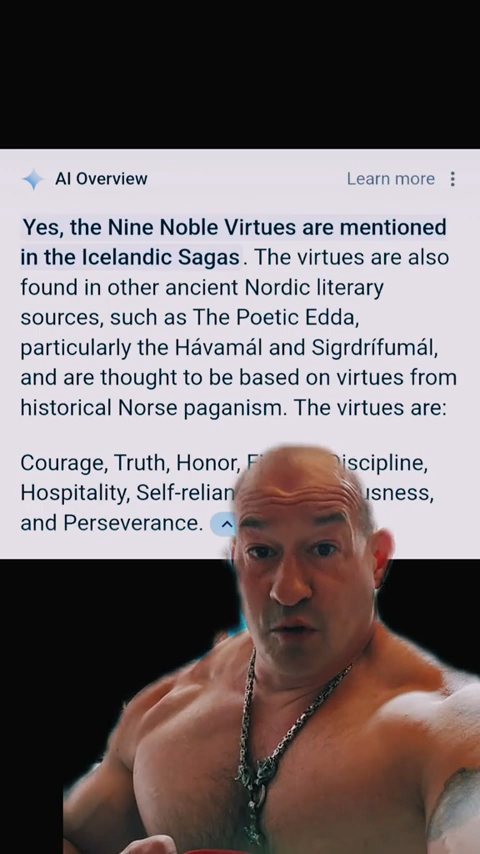 AI Overview
Learn more
Yes, the Nine Noble Virtues are mentioned
in the Icelandic Sagas. The virtues are also
found in other ancient Nordic literary
sources, such as The Poetic Edda,
particularly the Hávamál and Sigrdrífumál,
and are thought to be based on virtues from
historical Norse paganism. The virtues are:
Courage, Truth, Honor,
Hospitality,
and Perseverance.